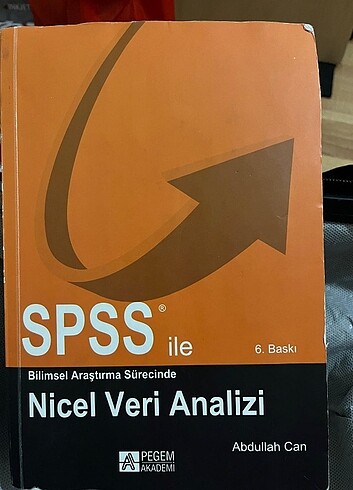 SPSS® ile
6. Baskı
Bilimsel Araştırma Sürecinde
Nicel Veri Analizi
Abdullah Can
PEGEM
AKADEMİ